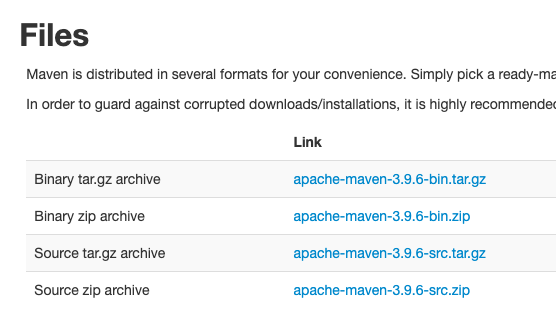 Files
Maven is distributed in several formats for your convenience. Simply pick a ready-ma
In order to guard against corrupted downloads/installations, it is highly recommended
Link
Binary tar.gz archive apache-maven-3.9.6-bin.tar.gz
Binary zip archive apache-maven-3.9.6-bin.zip
Source tar.gz archive apache-maven-3.9.6-src.tar.gz
Source zip archive apache-maven-3.9.6-src.zip